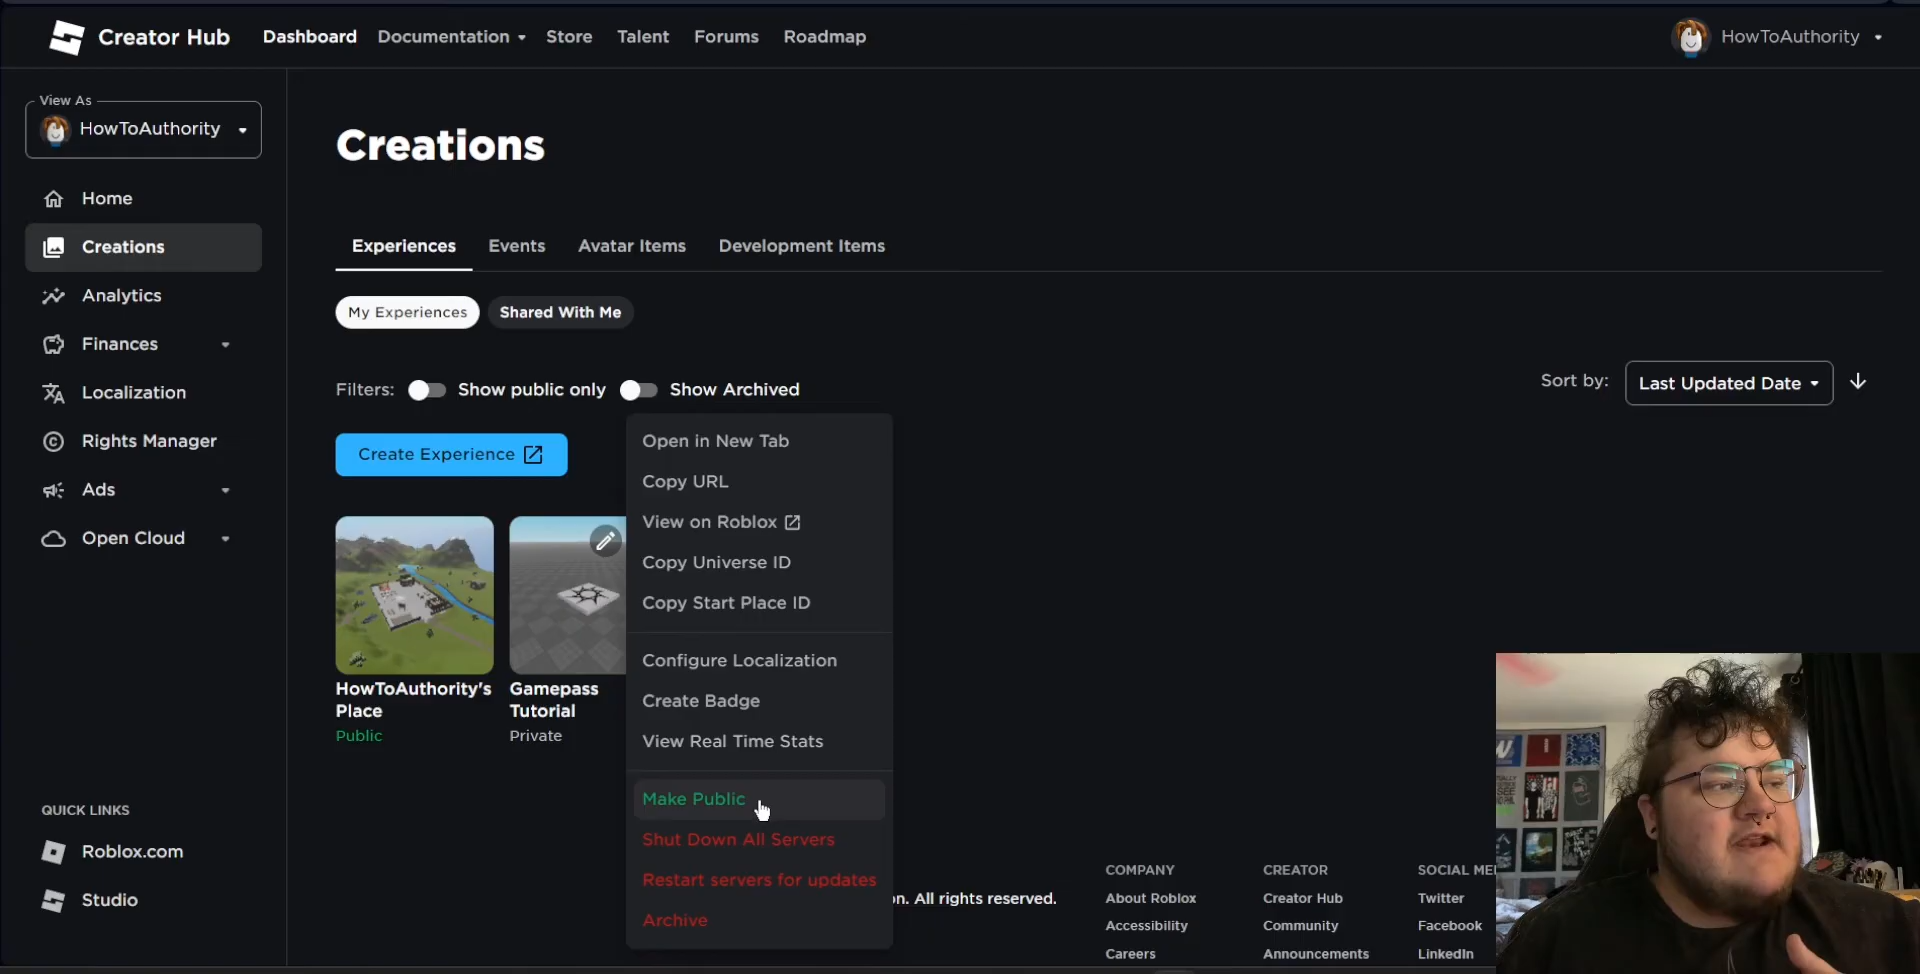 Creator Hub
Dashboard
Documentation
Store
Talent
Forums
Roadmap
HowToAuthority
View As
HowToAuthority
Home
Creations
Analytics
Finances
Localization
Rights Manager
Ads
Open Cloud
QUICK LINKS
Roblox.com
Studio
Creations
Experiences
Events
Avatar Items
Development Items
My Experiences
Shared With Me
Filters:
Show public only
Show Archived
Sort by:
Last Updated Date
Create Experience
HowToAuthority's
Place
Public
Gamepass
Tutorial
Private
Open in New Tab
Copy URL
View on Roblox
Copy Universe ID
Copy Start Place ID
Configure Localization
Create Badge
View Real Time Stats
Make Public
Shut Down All Servers
Restart servers for updates
Archive
All rights reserved.
COMPANY
About Roblox
Accessibility
Careers
CREATOR
Creator Hub
Community
Announcements
SOCIAL
Twitter
Facebook
LinkedIn